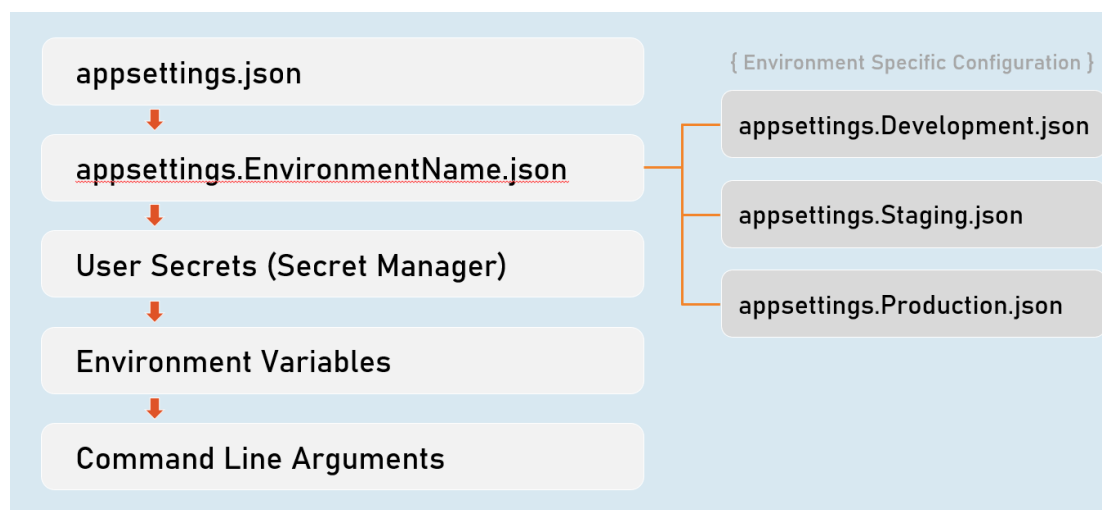 appsettings.json
appsettings.EnvironmentName.json
User Secrets (Secret Manager)
Environment Variables
Command Line Arguments
{ Environment Specific Configuration }
appsettings.Development.json
appsettings.Staging.json
appsettings.Production.json